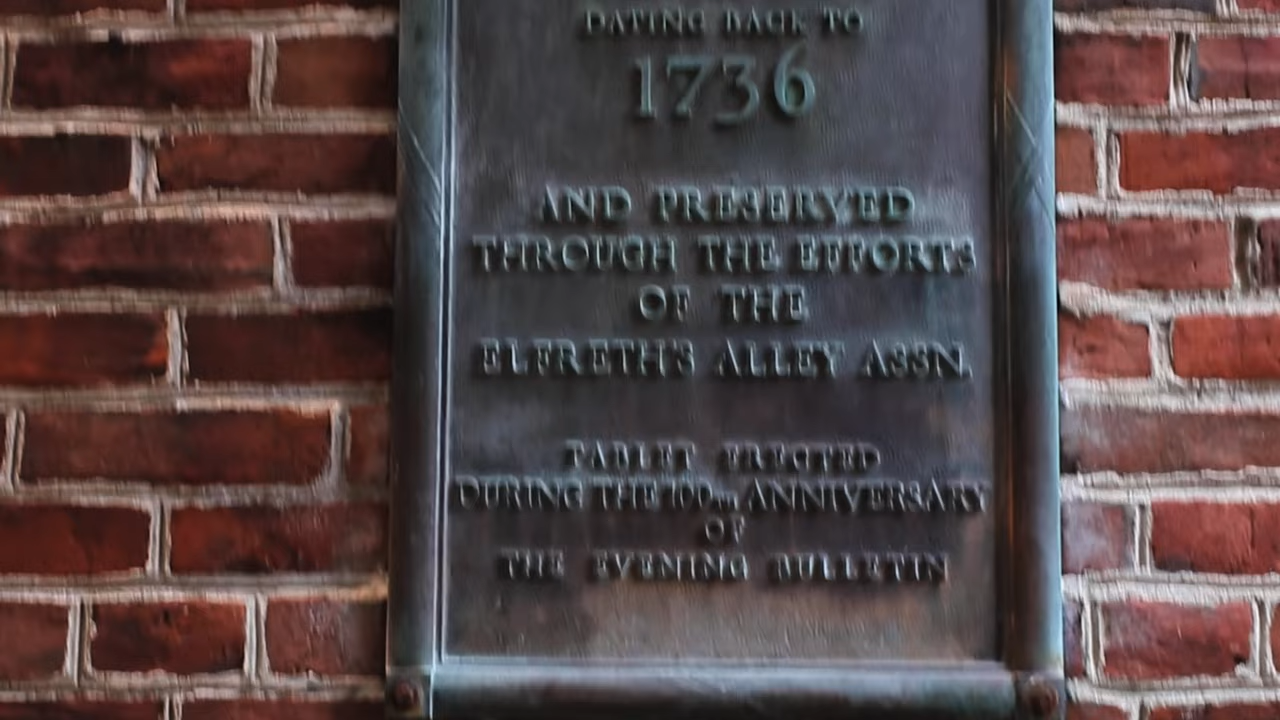 DATING BACK TO
1736
AND PRESERVED
THROUGH THE EFFORTS
OF THE
ELFRETH'S ALLEY ASSN.
TABLET ERECTED
DURING THE 100TH ANNIVERSARY
OF
THE EVENING BULLETIN